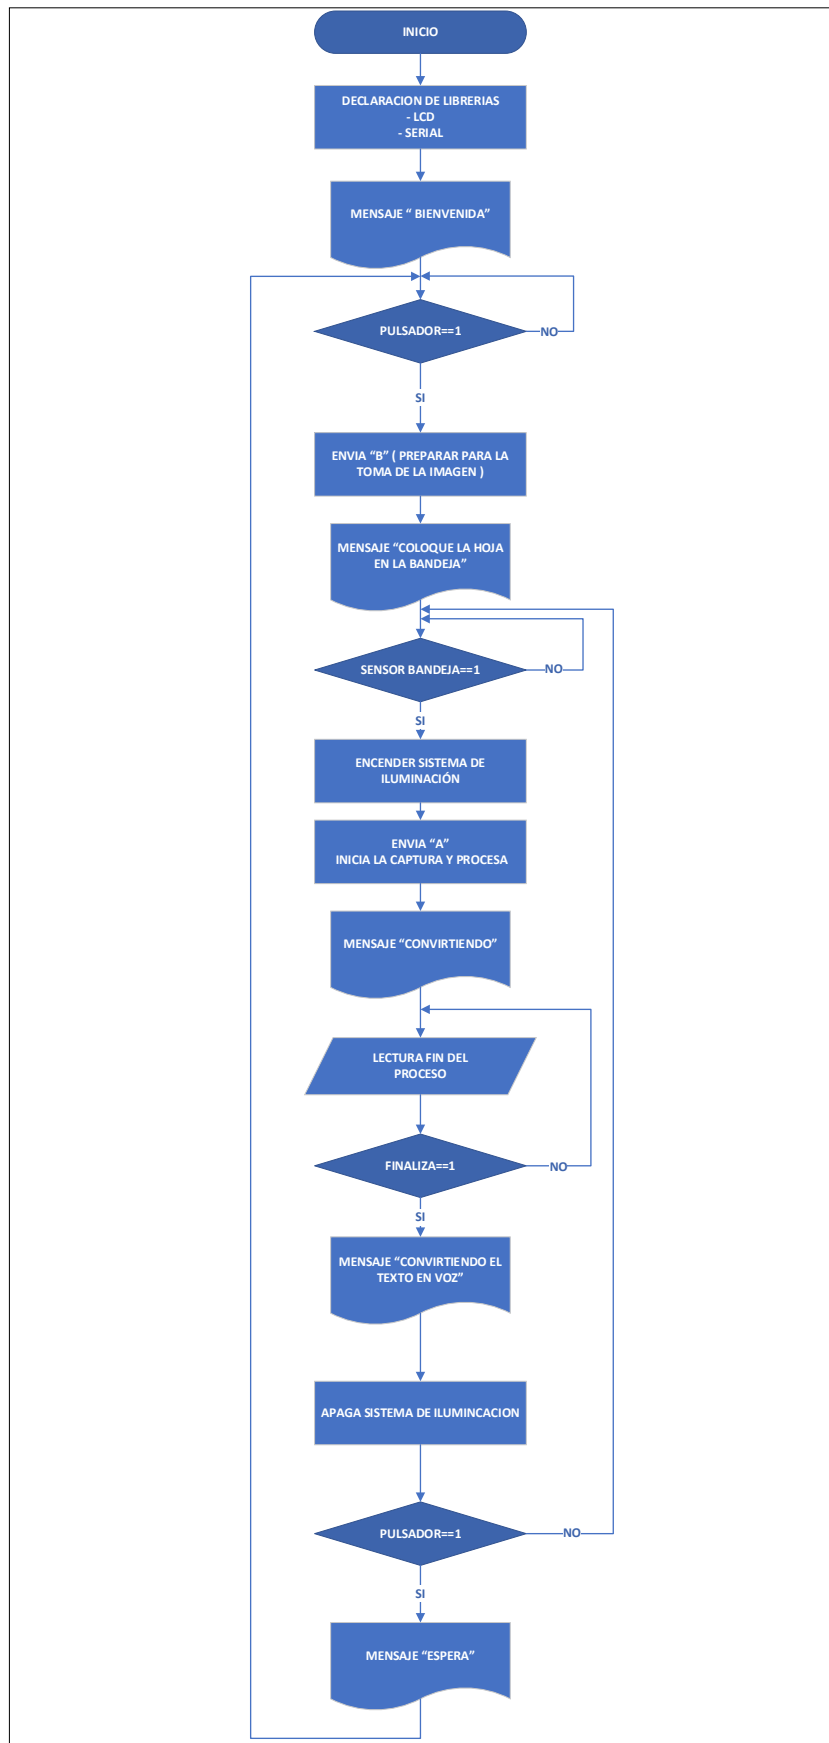 INICIO
DECLARACION DE LIBRERIAS
- LCD
- SERIAL
MENSAJE “ BIENVENIDA”
PULSADOR==1
NO
SI
ENVIA “B” ( PREPARAR PARA LA
TOMA DE LA IMAGEN )
MENSAJE “COLOQUE LA HOJA
EN LA BANDEJA”
SENSOR BANDEJA==1
NO
SI
ENCENDER SISTEMA DE
ILUMINACIÓN
ENVIA “A”
INICIA LA CAPTURA Y PROCESA
MENSAJE “CONVIRTIENDO”
LECTURA FIN DEL
PROCESO
FINALIZA==1
NO
SI
MENSAJE “CONVIRTIENDO EL
TEXTO EN VOZ”
APAGA SISTEMA DE ILUMINCACION
PULSADOR==1
NO
SI
MENSAJE “ESPERA”